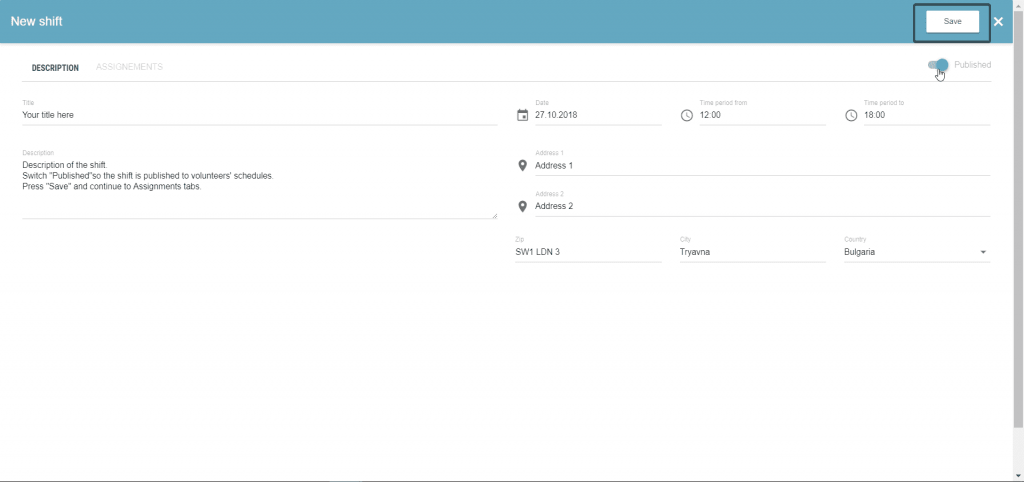 New shift
Save
DESCRIPTION
ASSIGNEMENTS
Published
Title
Your title here
Date
27.10.2018
Time period from
12:00
Time period to
18:00
Description
Description of the shift.
Switch "Published"so the shift is published to volunteers' schedules.
Press "Save" and continue to Assignments tabs.
Address 1
Address 1
Address 2
Address 2
Zip
SW1 LDN 3
City
Tryavna
Country
Bulgaria